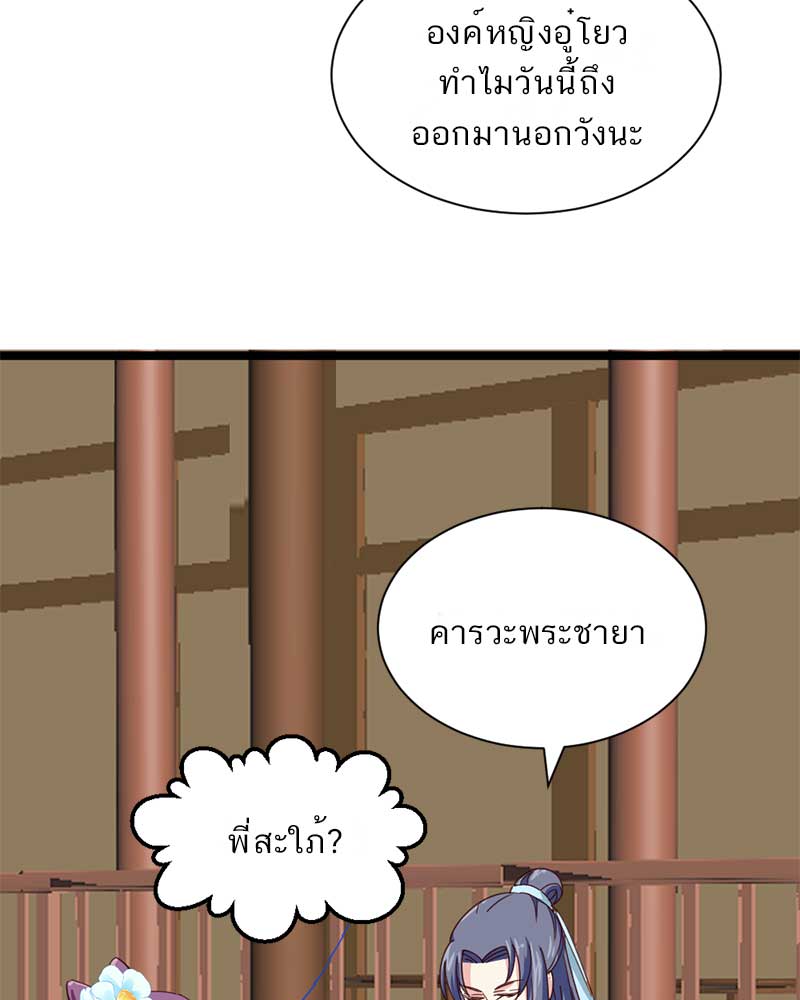 องค์หญิงอู๋โยว
ทำไมวันนี้ถึง
ออกมานอกวังนะ
คารวะพระชายา
พี่สะใภ้?